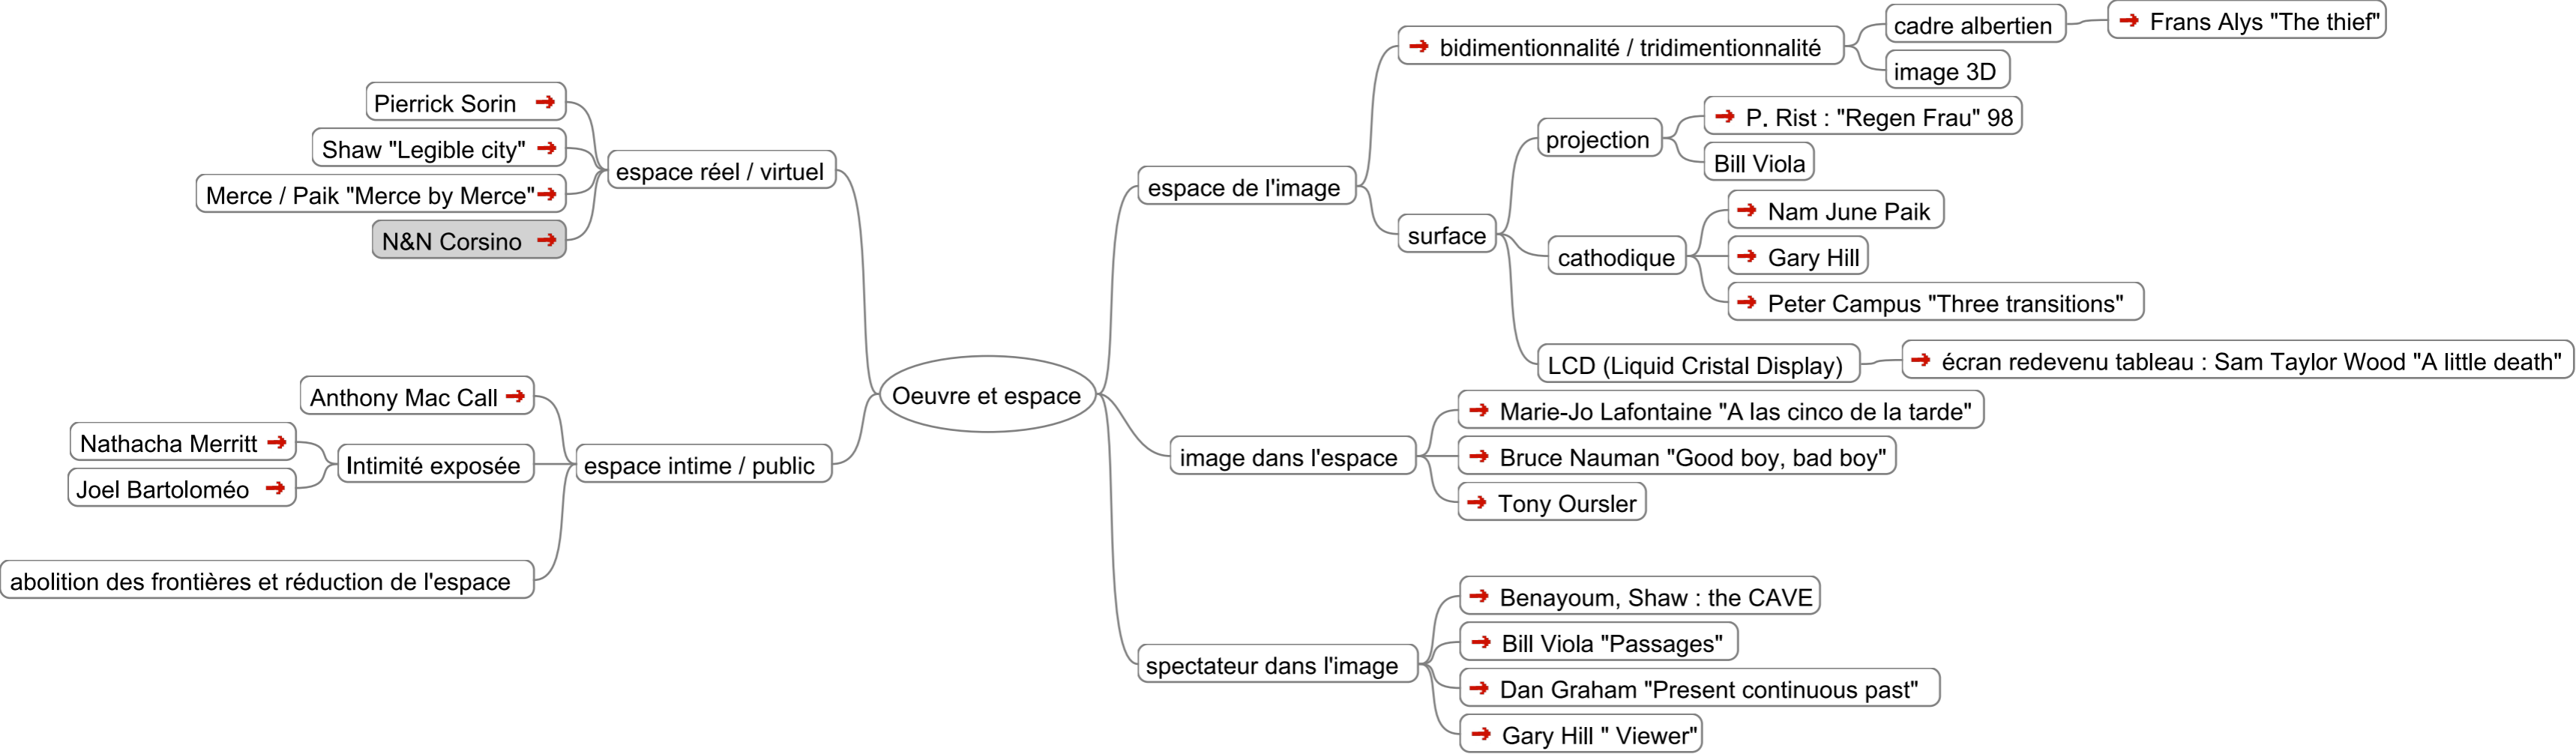 Oeuvre et espace
espace réel / virtuel
Pierrick Sorin
Shaw "Legible city"
Merce / Paik "Merce by Merce"
N&N Corsino
espace intime / public
Anthony Mac Call
Intimité exposée
Nathacha Merritt
Joel Bartoloméo
abolition des frontières et réduction de l'espace
espace de l'image
bidimentionnalité / tridimentionnalité
cadre albertien
Frans Alys "The thief"
image 3D
surface
projection
P. Rist : "Regen Frau" 98
Bill Viola
cathodique
Nam June Paik
Gary Hill
Peter Campus "Three transitions"
LCD (Liquid Cristal Display)
écran redevenu tableau : Sam Taylor Wood "A little death"
image dans l'espace
Marie-Jo Lafontaine "A las cinco de la tarde"
Bruce Nauman "Good boy, bad boy"
Tony Oursler
spectateur dans l'image
Benayoum, Shaw : the CAVE
Bill Viola "Passages"
Dan Graham "Present continuous past"
Gary Hill " Viewer"